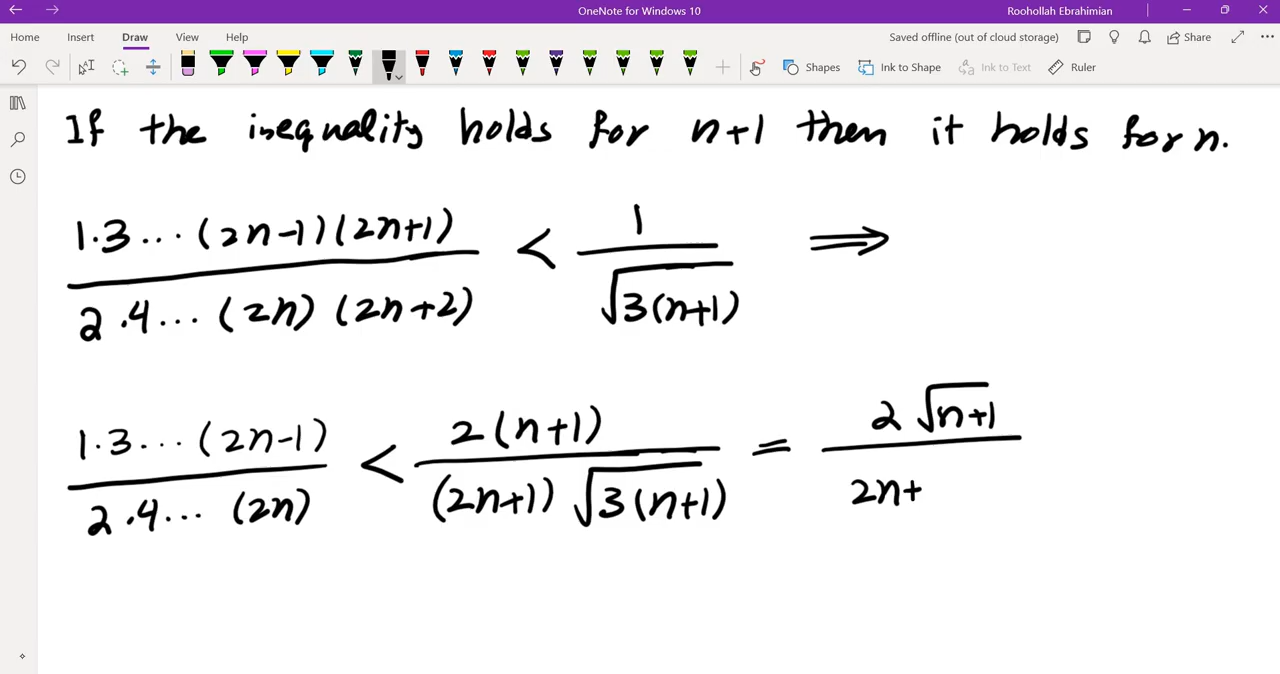 OneNote for Windows 10
Roohollah Ebrahimian
Home Insert Draw View Help
Saved offline (out of cloud storage) Share
Shapes Ink to Shape Ink to Text Ruler
If the inequality holds for n+1 then it holds for n.
1·3...(2n-1)(2n+1) / 2·4...(2n)(2n+2) < 1 / √3(n+1) ⟹
1·3...(2n-1) / 2·4...(2n) < 2(n+1) / (2n+1)√3(n+1) = 2√n+1 / 2n+